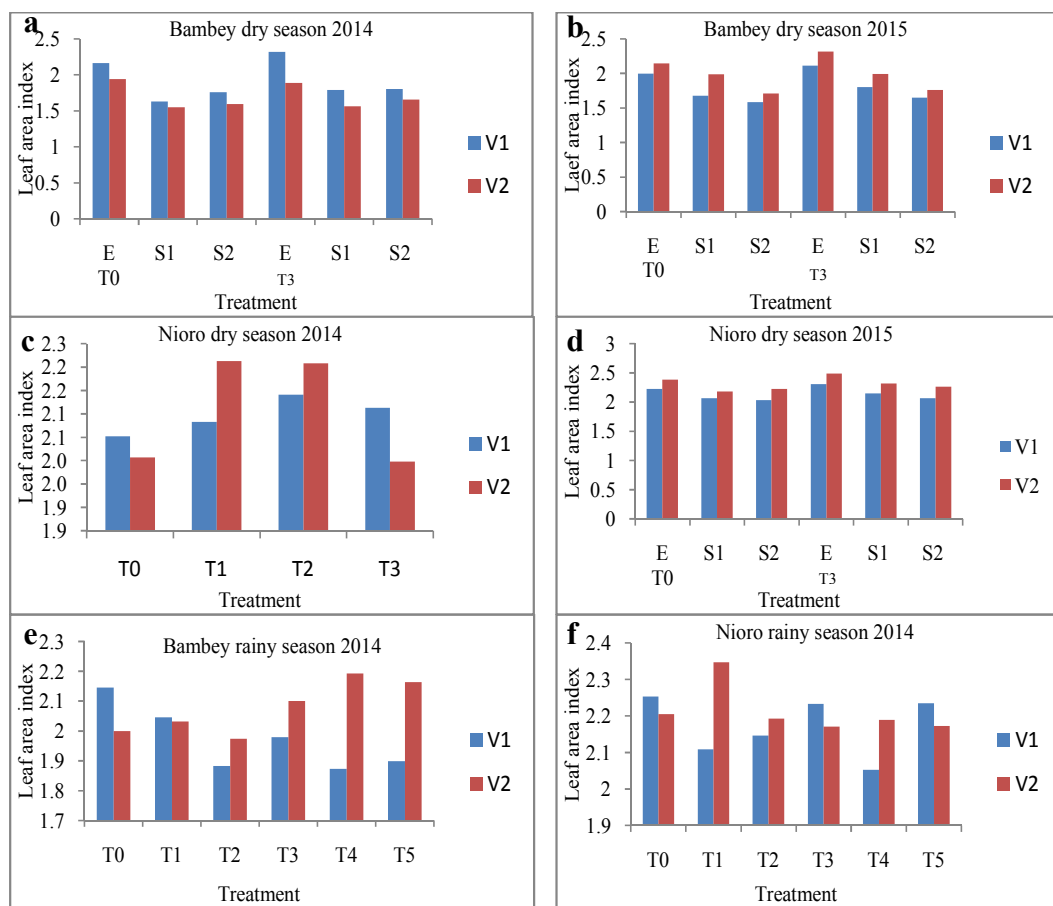 a
Bambey dry season 2014
Leaf area index
2.5
2
1.5
1
0.5
0
E S1 S2 E S1 S2
T0 T3
Treatment
V1
V2
b
Bambey dry season 2015
Laef area index
2.5
2
1.5
1
0.5
0
E S1 S2 E S1 S2
T0 T3
Treatment
V1
V2
c
Nioro dry season 2014
Leaf area index
2.3
2.2
2.2
2.1
2.1
2.0
2.0
1.9
1.9
T0 T1 T2 T3
Treatment
V1
V2
d
Nioro dry season 2015
Leaf area index
3
2.5
2
1.5
1
0.5
0
E S1 S2 E S1 S2
T0 T3
Treatment
V1
V2
e
Bambey rainy season 2014
Leaf area index
2.3
2.2
2.1
2
1.9
1.8
1.7
T0 T1 T2 T3 T4 T5
Treatment
V1
V2
f
Nioro rainy season 2014
Leaf area index
2.4
2.3
2.2
2.1
2
1.9
T0 T1 T2 T3 T4 T5
Treatment
V1
V2